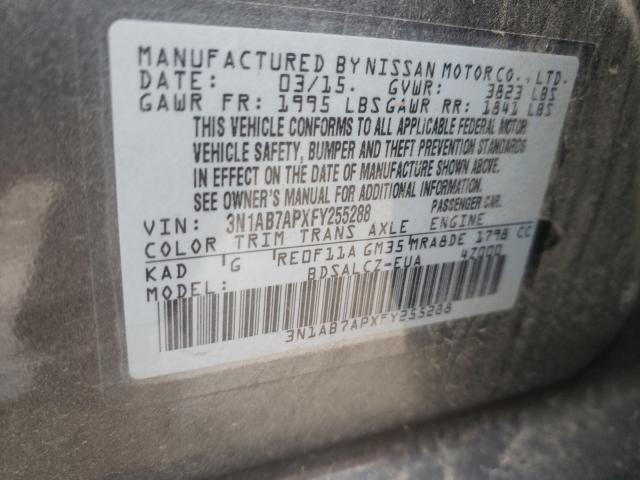 MANUFACTURED BY NISSAN MOTOR CO., LTD.
DATE: 03/15. GVWR: 3823 LBS
GAWR FR: 1995 LBS GAWR RR: 1841 LBS
THIS VEHICLE CONFORMS TO ALL APPLICABLE FEDERAL MOTOR
VEHICLE SAFETY, BUMPER AND THEFT PREVENTION STANDARDS
IN EFFECT ON THE DATE OF MANUFACTURE SHOWN ABOVE.
SEE OWNER'S MANUAL FOR ADDITIONAL INFORMATION.
VIN: 3N1AB7APXFY255288 PASSENGER CAR.
COLOR TRIM TRANS AXLE ENGINE
KAD G RE0F11A GM35 MRA8DE 1798 CC
MODEL: BDSALCZ-EUA 4Z000
3N1AB7APXFY255288